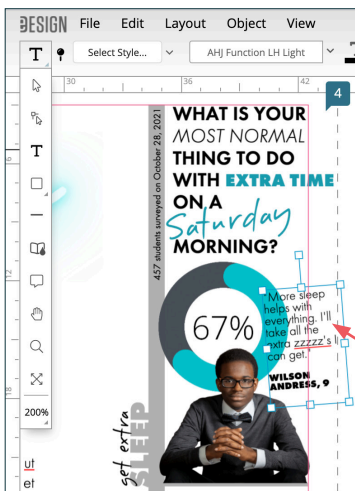 DESIGN File Edit Layout Object View
T Select Style... AHJ Function LH Light
30 36 42
4
T
6
12
18
200%
ut
et
457 students surveyed on October 28, 2021
WHAT IS YOUR
MOST NORMAL
THING TO DO
WITH EXTRA TIME
ON A
Saturday
MORNING?
67%
"More sleep
helps with
everything. I'll
take all the
extra zzzzz's I
can get."
WILSON
ANDRESS, 9
get extra
SLEEP